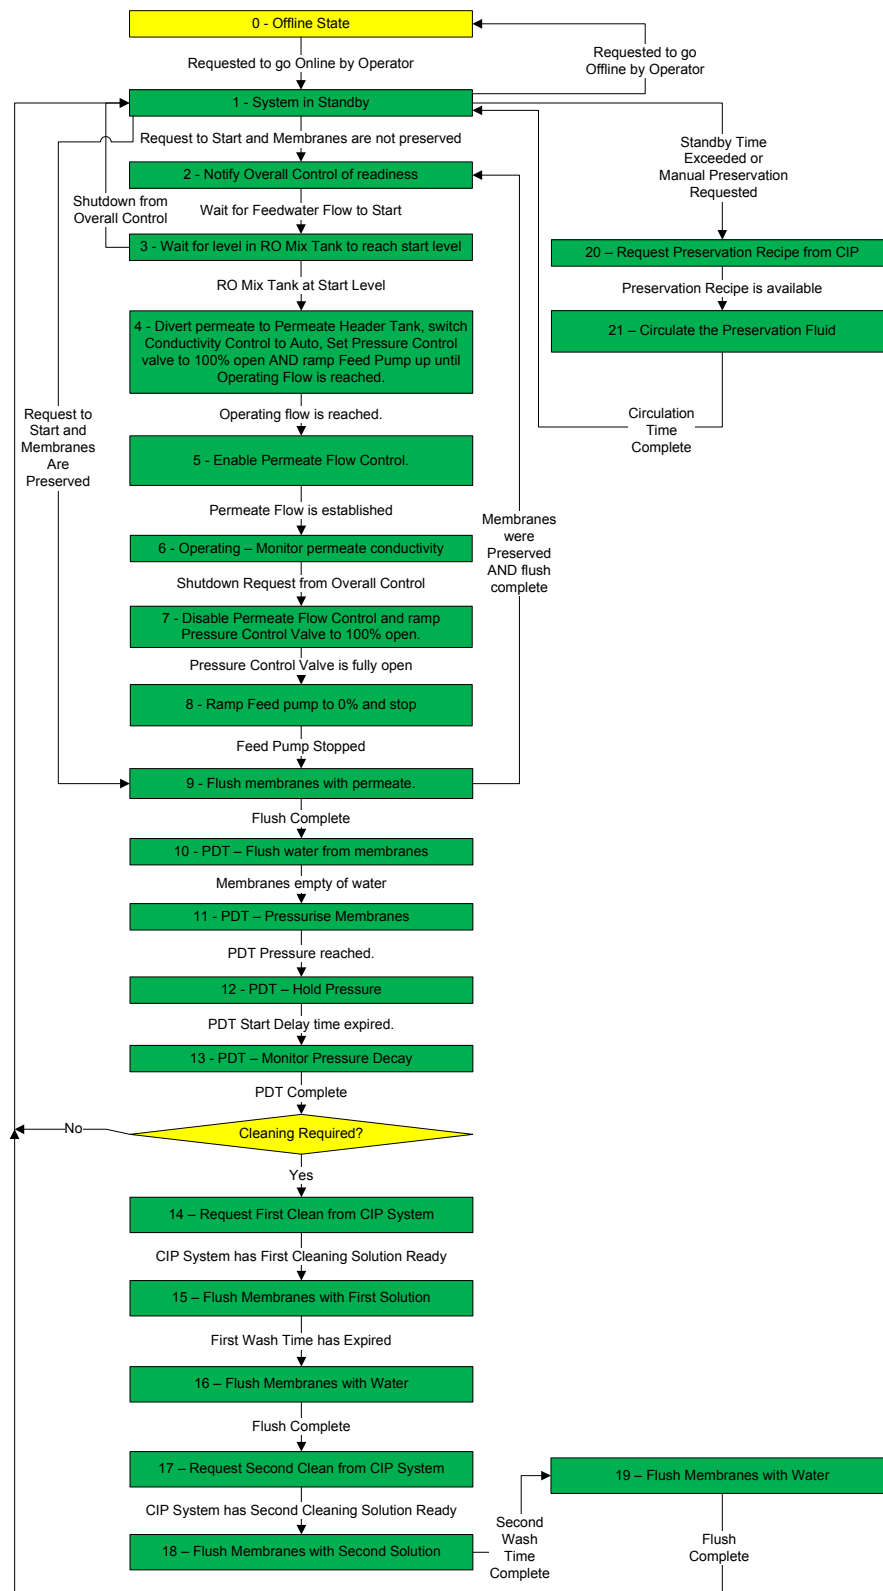 0 - Offline State
Requested to go Online by Operator
Requested to go
Offline by Operator
1 - System in Standby
Request to Start and Membranes are not preserved
Standby Time
Exceeded or
Manual Preservation
Requested
2 - Notify Overall Control of readiness
Shutdown from
Overall Control
Wait for Feedwater Flow to Start
3 - Wait for level in RO Mix Tank to reach start level
20 – Request Preservation Recipe from CIP
RO Mix Tank at Start Level
Preservation Recipe is available
4 - Divert permeate to Permeate Header Tank, switch
Conductivity Control to Auto, Set Pressure Control
valve to 100% open AND ramp Feed Pump up until
Operating Flow is reached.
21 – Circulate the Preservation Fluid
Request to
Start and
Membranes
Are
Preserved
Operating flow is reached.
Circulation
Time
Complete
5 - Enable Permeate Flow Control.
Permeate Flow is established
Membranes
were
Preserved
AND flush
complete
6 - Operating – Monitor permeate conductivity
Shutdown Request from Overall Control
7 - Disable Permeate Flow Control and ramp
Pressure Control Valve to 100% open.
Pressure Control Valve is fully open
8 - Ramp Feed pump to 0% and stop
Feed Pump Stopped
9 - Flush membranes with permeate.
Flush Complete
10 - PDT – Flush water from membranes
Membranes empty of water
11 - PDT – Pressurise Membranes
PDT Pressure reached.
12 - PDT – Hold Pressure
PDT Start Delay time expired.
13 - PDT – Monitor Pressure Decay
PDT Complete
No
Cleaning Required?
Yes
14 – Request First Clean from CIP System
CIP System has First Cleaning Solution Ready
15 – Flush Membranes with First Solution
First Wash Time has Expired
16 – Flush Membranes with Water
Flush Complete
17 – Request Second Clean from CIP System
19 – Flush Membranes with Water
CIP System has Second Cleaning Solution Ready
Second
Wash
Time
Complete
18 – Flush Membranes with Second Solution
Flush
Complete